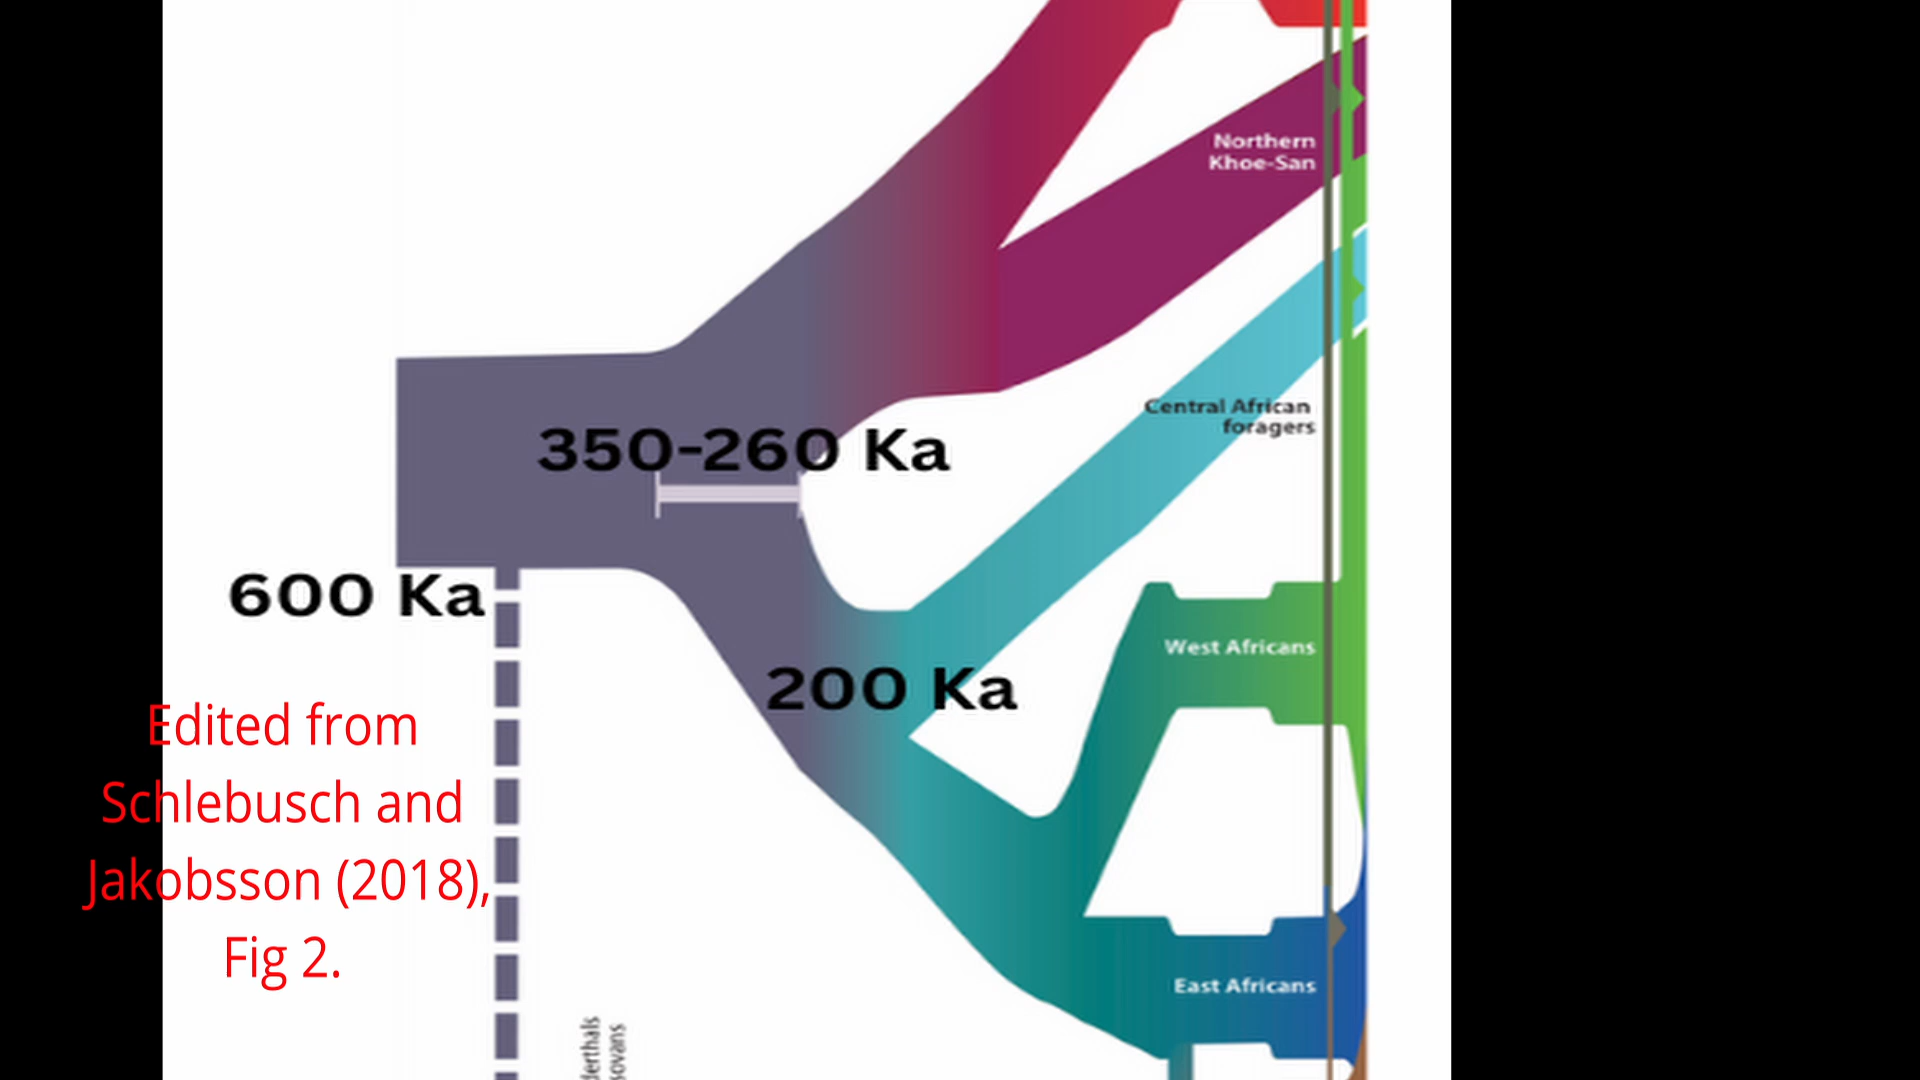 Northern
Khoe-San
Central African
foragers
350-260 Ka
600 Ka
West Africans
200 Ka
Edited from
Schlebusch and
Jakobsson (2018),
Fig 2.
East Africans